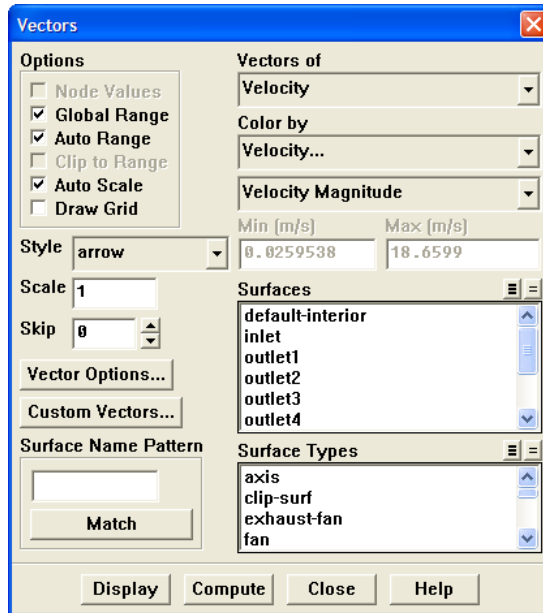 Vectors
Options
Node Values
Global Range
Auto Range
Clip to Range
Auto Scale
Draw Grid
Style arrow
Scale 1
Skip 0
Vector Options...
Custom Vectors...
Surface Name Pattern
Match
Vectors of
Velocity
Color by
Velocity...
Velocity Magnitude
Min (m/s) Max (m/s)
0.0259538 18.6599
Surfaces
default-interior
inlet
outlet1
outlet2
outlet3
outlet4
Surface Types
axis
clip-surf
exhaust-fan
fan
Display Compute Close Help